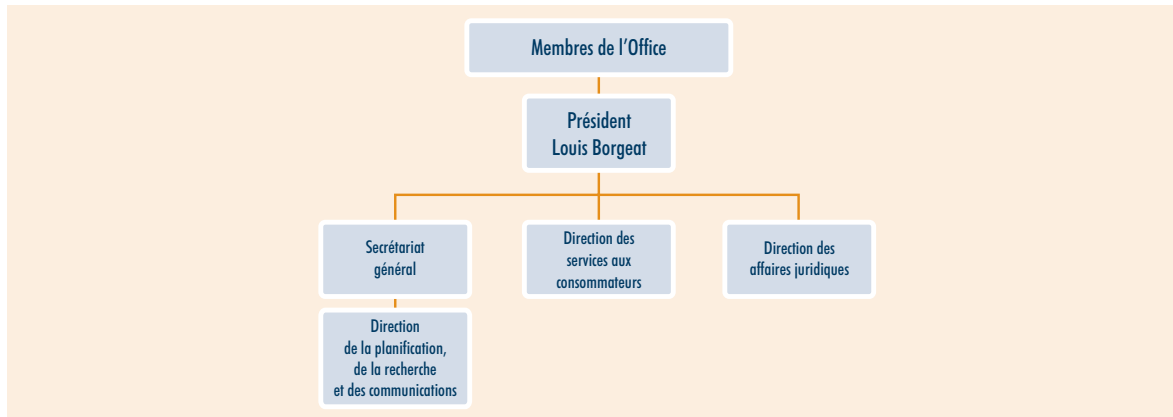 Membres de l’Office
Président
Louis Borgeat
Secrétariat
général
Direction des
services aux
consommateurs
Direction des
affaires juridiques
Direction
de la planification,
de la recherche
et des communications